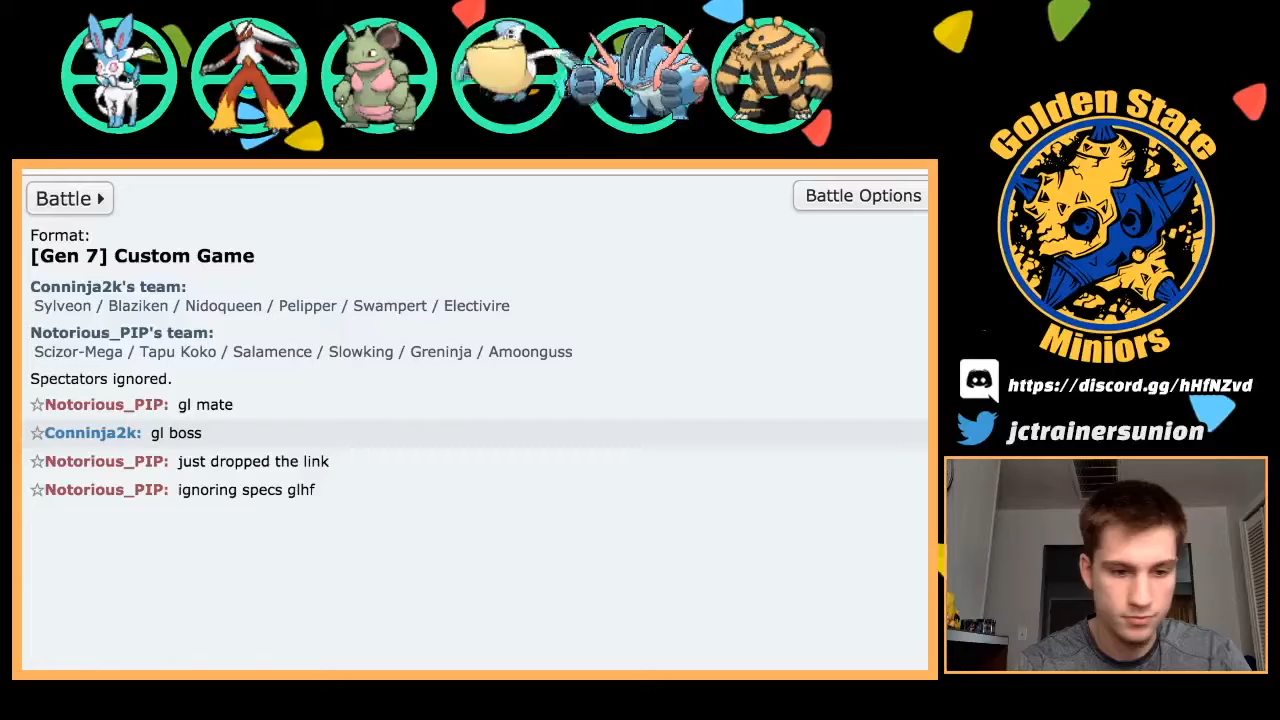 Battle
Battle Options
Format:
[Gen 7] Custom Game
Conninja2k's team:
Sylveon / Blaziken / Nidoqueen / Pelipper / Swampert / Electivire
Notorious_PIP's team:
Scizor-Mega / Tapu Koko / Salamence / Slowking / Greninja / Amoonguss
Spectators ignored.
☆Notorious_PIP: gl mate
☆Conninja2k: gl boss
☆Notorious_PIP: just dropped the link
☆Notorious_PIP: ignoring specs glhf
Golden State
Miniors
https://discord.gg/hHfNZvd
jctrainersunion